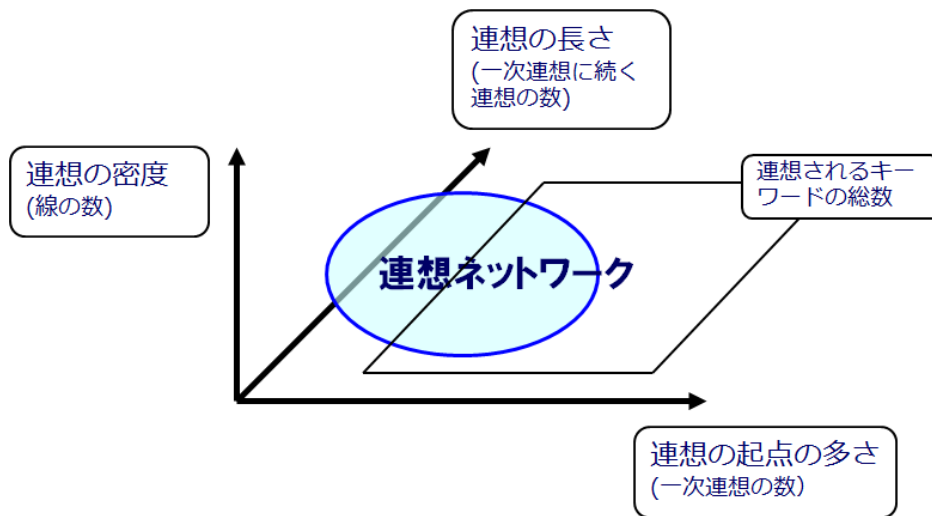 連想の長さ
(一次連想に続く
連想の数)
連想の密度
(線の数)
連想されるキー
ワードの総数
連想ネットワーク
連想の起点の多さ
(一次連想の数）